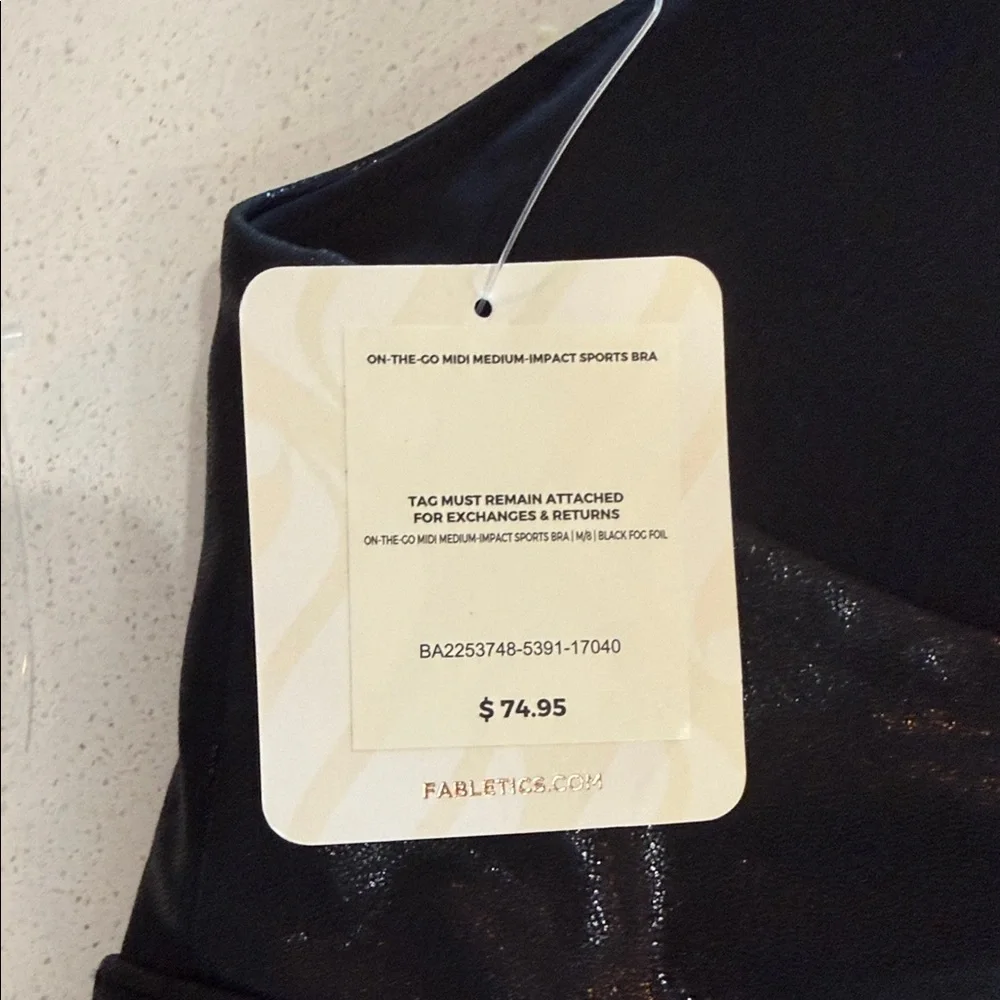 ON-THE-GO MIDI MEDIUM-IMPACT SPORTS BRA
TAG MUST REMAIN ATTACHED
FOR EXCHANGES & RETURNS
ON-THE-GO MIDI MEDIUM-IMPACT SPORTS BRA | M/8 | BLACK FOG FOIL
BA2253748-5391-17040
$ 74.95
FABLETICS.COM